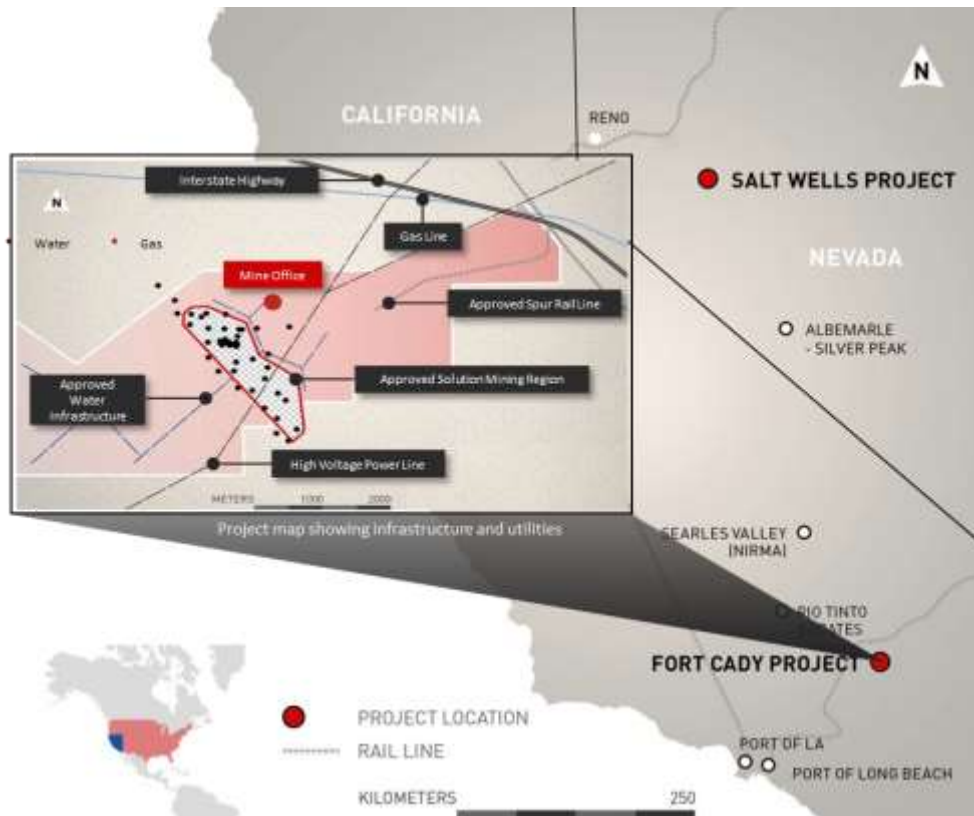 CALIFORNIA
N
RENO
SALT WELLS PROJECT
NEVADA
ALBEMARLE
- SILVER PEAK
Interstate Highway
N
Water
Gas
Gas Line
Mine Office
Approved Spur Rail Line
Approved Solution Mining Region
Approved
Water
Infrastructure
High Voltage Power Line
METERS 1000 2000
Project map showing infrastructure and utilities
SEARLES VALLEY
(NIRMA)
RIO TINTO
FORT CADY PROJECT
PROJECT LOCATION
RAIL LINE
PORT OF LA
PORT OF LONG BEACH
KILOMETERS 250